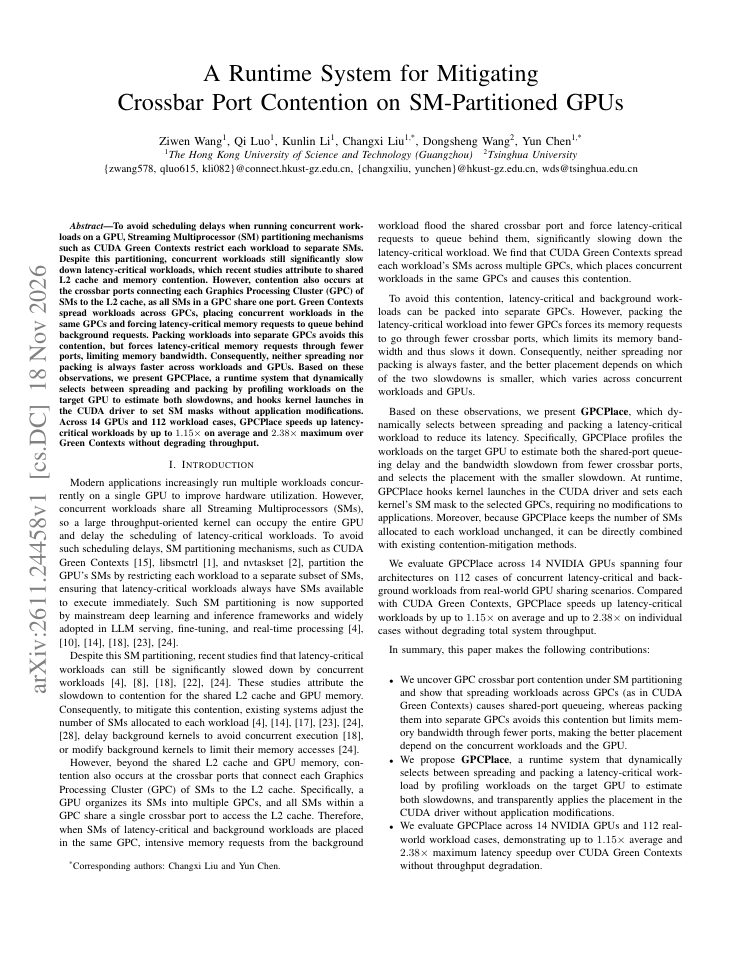 A Runtime System for Mitigating
Crossbar Port Contention on SM-Partitioned GPUs
Ziwen Wang1, Qi Luo1, Kunlin Li1, Changxi Liu1,*, Dongsheng Wang2, Yun Chen1,*
1The Hong Kong University of Science and Technology (Guangzhou) 2Tsinghua University
{zwang578, qluo615, kli082}@connect.hkust-gz.edu.cn, {changxiliu, yunchen}@hkust-gz.edu.cn, wds@tsinghua.edu.cn
arXiv:2611.24458v1 [cs.DC] 18 Nov 2026
Abstract—To avoid scheduling delays when running concurrent work-
loads on a GPU, Streaming Multiprocessor (SM) partitioning mechanisms
such as CUDA Green Contexts restrict each workload to separate SMs.
Despite this partitioning, concurrent workloads still significantly slow
down latency-critical workloads, which recent studies attribute to shared
L2 cache and memory contention. However, contention also occurs at
the crossbar ports connecting each Graphics Processing Cluster (GPC) of
SMs to the L2 cache, as all SMs in a GPC share one port. Green Contexts
spread workloads across GPCs, placing concurrent workloads in the
same GPCs and forcing latency-critical memory requests to queue behind
background requests. Packing workloads into separate GPCs avoids this
contention, but forces latency-critical memory requests through fewer
ports, limiting memory bandwidth. Consequently, neither spreading nor
packing is always faster across workloads and GPUs. Based on these
observations, we present GPCPlace, a runtime system that dynamically
selects between spreading and packing by profiling workloads on the
target GPU to estimate both slowdowns, and hooks kernel launches in
the CUDA driver to set SM masks without application modifications.
Across 14 GPUs and 112 workload cases, GPCPlace speeds up latency-
critical workloads by up to 1.15× on average and 2.38× maximum over
Green Contexts without degrading throughput.
I. Introduction
Modern applications increasingly run multiple workloads concur-
rently on a single GPU to improve hardware utilization. However,
concurrent workloads share all Streaming Multiprocessors (SMs),
so a large throughput-oriented kernel can occupy the entire GPU
and delay the scheduling of latency-critical workloads. To avoid
such scheduling delays, SM partitioning mechanisms, such as CUDA
Green Contexts [15], libsmctrl [1], and nvtaskset [2], partition the
GPU's SMs by restricting each workload to a separate subset of SMs,
ensuring that latency-critical workloads always have SMs available
to execute immediately. Such SM partitioning is now supported
by mainstream deep learning and inference frameworks and widely
adopted in LLM serving, fine-tuning, and real-time processing [4],
[10], [14], [18], [23], [24].
Despite this SM partitioning, recent studies find that latency-critical
workloads can still be significantly slowed down by concurrent
workloads [4], [8], [18], [22], [24]. These studies attribute the
slowdown to contention for the shared L2 cache and GPU memory.
Consequently, to mitigate this contention, existing systems adjust the
number of SMs allocated to each workload [4], [14], [17], [23], [24],
[28], delay background kernels to avoid concurrent execution [18],
or modify background kernels to limit their memory accesses [24].
However, beyond the shared L2 cache and GPU memory, con-
tention also occurs at the crossbar ports that connect each Graphics
Processing Cluster (GPC) of SMs to the L2 cache. Specifically, a
GPU organizes its SMs into multiple GPCs, and all SMs within a
GPC share a single crossbar port to access the L2 cache. Therefore,
when SMs of latency-critical and background workloads are placed
in the same GPC, intensive memory requests from the background
*Corresponding authors: Changxi Liu and Yun Chen.
workload flood the shared crossbar port and force latency-critical
requests to queue behind them, significantly slowing down the
latency-critical workload. We find that CUDA Green Contexts spread
each workload's SMs across multiple GPCs, which places concurrent
workloads in the same GPCs and causes this contention.
To avoid this contention, latency-critical and background work-
loads can be packed into separate GPCs. However, packing the
latency-critical workload into fewer GPCs forces its memory requests
to go through fewer crossbar ports, which limits its memory band-
width and thus slows it down. Consequently, neither spreading nor
packing is always faster, and the better placement depends on which
of the two slowdowns is smaller, which varies across concurrent
workloads and GPUs.
Based on these observations, we present GPCPlace, which dy-
namically selects between spreading and packing a latency-critical
workload to reduce its latency. Specifically, GPCPlace profiles the
workloads on the target GPU to estimate both the shared-port queue-
ing delay and the bandwidth slowdown from fewer crossbar ports,
and selects the placement with the smaller slowdown. At runtime,
GPCPlace hooks kernel launches in the CUDA driver and sets each
kernel's SM mask to the selected GPCs, requiring no modifications to
applications. Moreover, because GPCPlace keeps the number of SMs
allocated to each workload unchanged, it can be directly combined
with existing contention-mitigation methods.
We evaluate GPCPlace across 14 NVIDIA GPUs spanning four
architectures on 112 cases of concurrent latency-critical and back-
ground workloads from real-world GPU sharing scenarios. Compared
with CUDA Green Contexts, GPCPlace speeds up latency-critical
workloads by up to 1.15× on average and up to 2.38× on individual
cases without degrading total system throughput.
In summary, this paper makes the following contributions:
• We uncover GPC crossbar port contention under SM partitioning
and show that spreading workloads across GPCs (as in CUDA
Green Contexts) causes shared-port queueing, whereas packing
them into separate GPCs avoids this contention but limits mem-
ory bandwidth through fewer ports, making the better placement
depend on the concurrent workloads and the GPU.
• We propose GPCPlace, a runtime system that dynamically
selects between spreading and packing a latency-critical work-
load by profiling workloads on the target GPU to estimate
both slowdowns, and transparently applies the placement in the
CUDA driver without application modifications.
• We evaluate GPCPlace across 14 NVIDIA GPUs and 112 real-
world workload cases, demonstrating up to 1.15× average and
2.38× maximum latency speedup over CUDA Green Contexts
without throughput degradation.